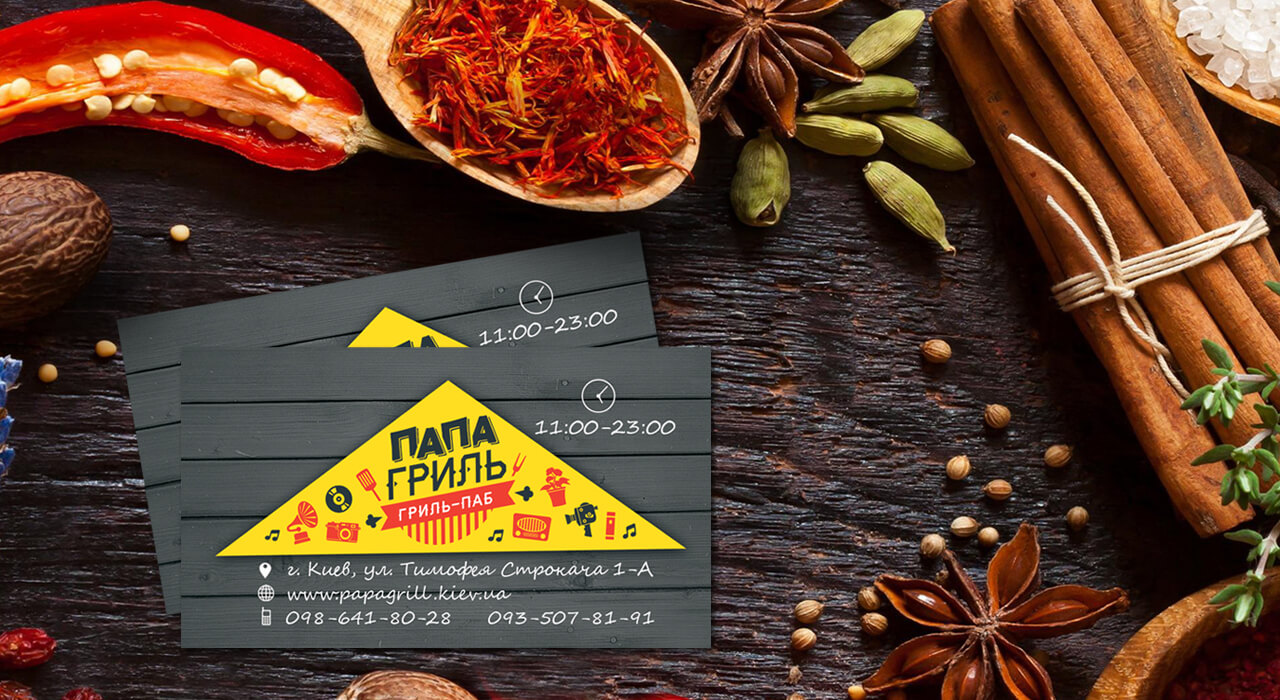 11:00-23:00
ПА
11:00-23:00
ПАПА
ГРИЛЬ
ГРИЛЬ-ПАБ
г. Киев, ул. Тимофея Строкача 1-А
www.papagrill.kiev.ua
098-641-80-28 093-507-81-91